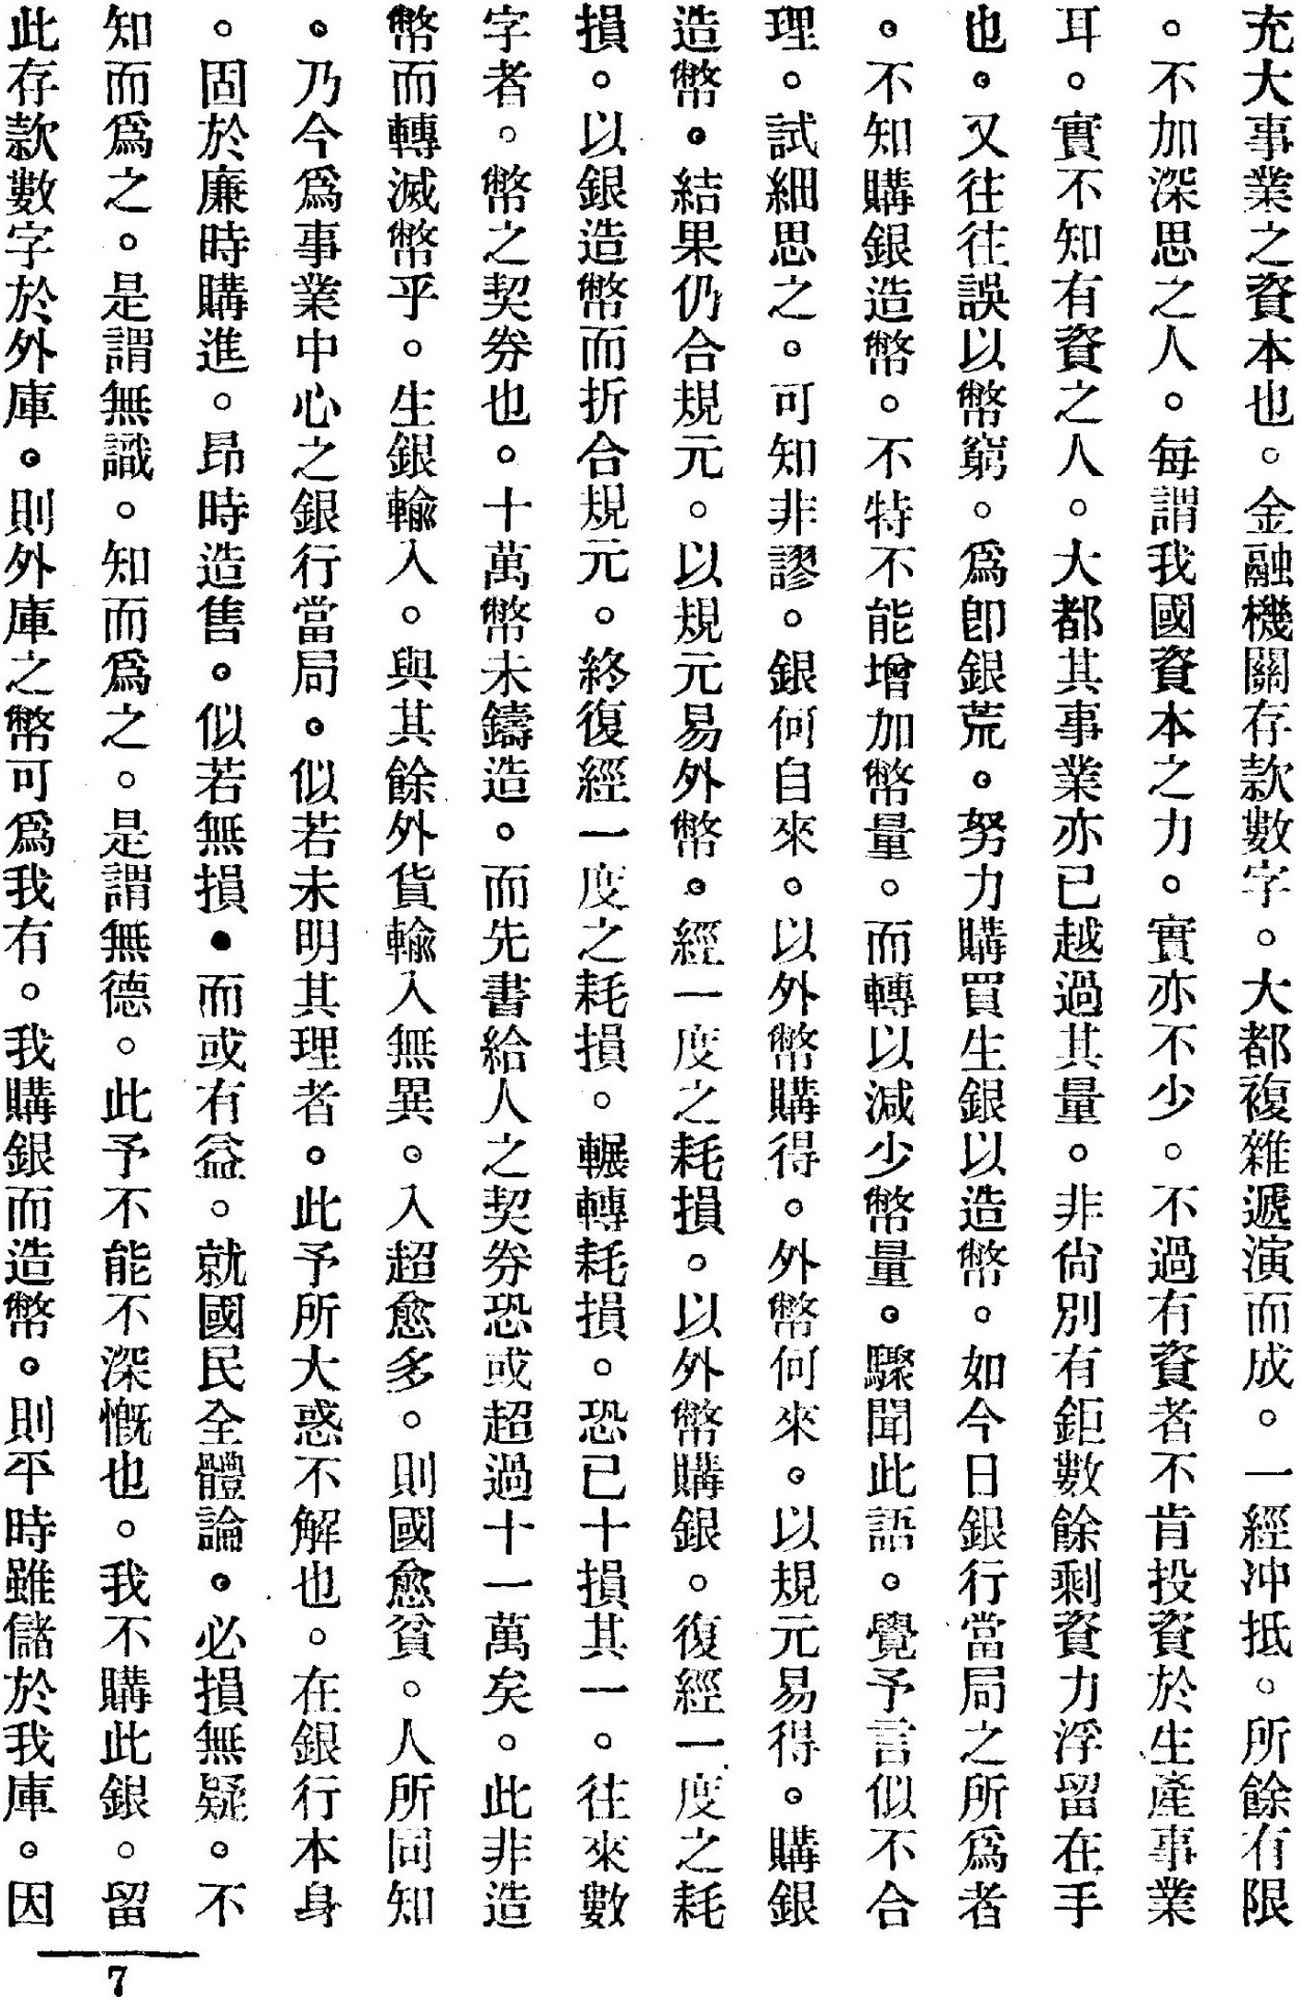 充大事業之資本也。金融機關存款數字。大都複雜遞演而成。一經冲抵。所餘有限
。不加深思之人。每謂我國資本之力。實亦不少。不過有資者不肯投資於生產事業
耳。實不知有資之人。大都其事業亦已越過其量。非尙別有鉅數餘剩資力浮留在手
也。又往往誤以幣窮。爲卽銀荒。努力購買生銀以造幣。如今日銀行當局之所爲者
。不知購銀造幣。不特不能增加幣量。而轉以減少幣量。驟聞此語。覺予言似不合
理。試細思之。可知非謬。銀何自來。以外幣購得。外幣何來。以規元易得。購銀
造幣。結果仍合規元。以規元易外幣。經一度之耗損。以外幣購銀。復經一度之耗
損。以銀造幣而折合規元。終復經一度之耗損。輾轉耗損。恐已十損其一。往來數
字者。幣之契券也。十萬幣未鑄造。而先書給人之契券恐或超過十一萬矣。此非造
幣而轉滅幣乎。生銀輸入。與其餘外貨輸入無異。入超愈多。則國愈貧。人所同知
。乃今爲事業中心之銀行當局。似若未明其理者。此予所大惑不解也。在銀行本身
。固於廉時購進。昂時造售。似若無損。而或有益。就國民全體論。必損無疑。不
知而爲之。是謂無識。知而爲之。是謂無德。此予不能不深慨也。我不購此銀。留
此存款數字於外庫。則外庫之幣可爲我有。我購銀而造幣。則平時雖儲於我庫。因
7